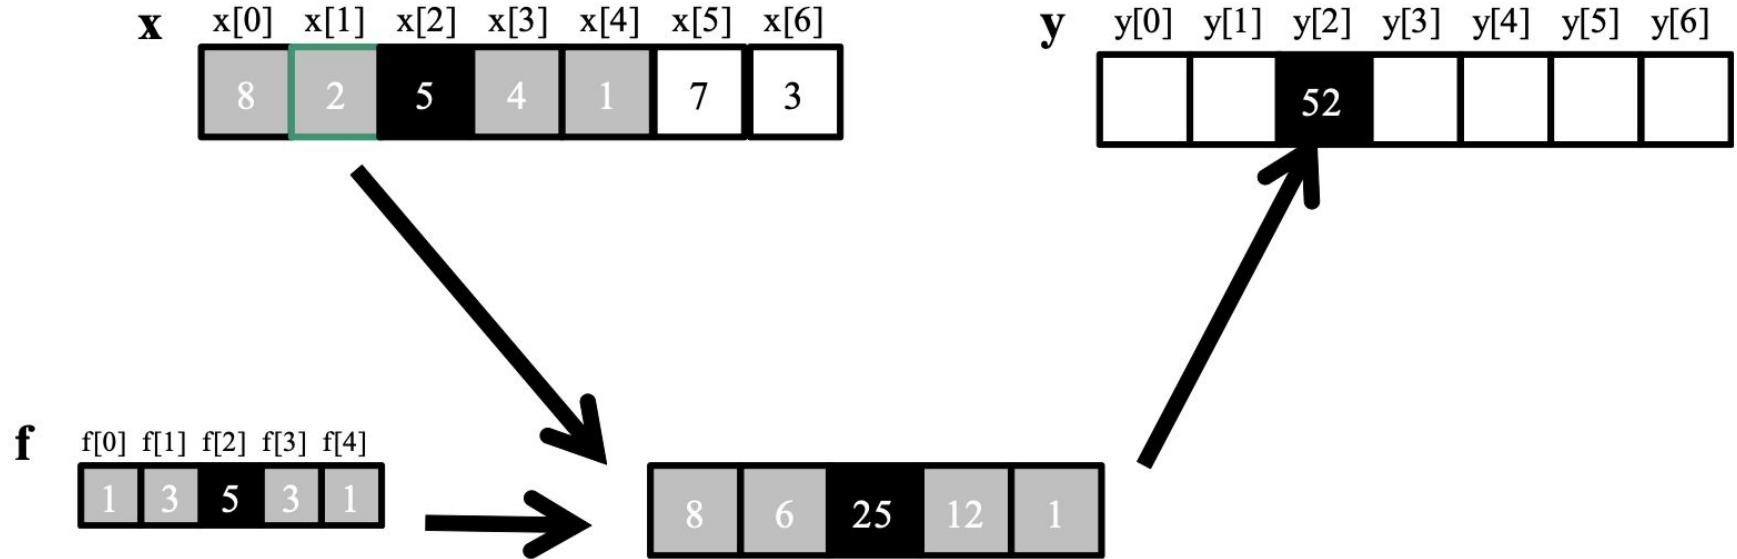 x x[0] x[1] x[2] x[3] x[4] x[5] x[6]
8 2 5 4 1 7 3
y y[0] y[1] y[2] y[3] y[4] y[5] y[6]
52
f f[0] f[1] f[2] f[3] f[4]
1 3 5 3 1
8 6 25 12 1